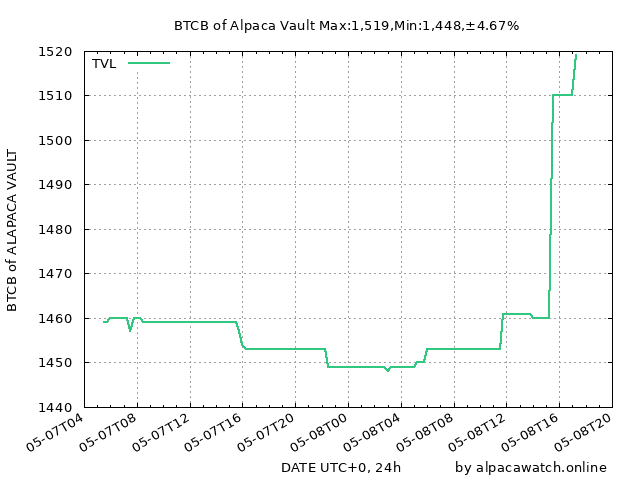 BTCB of Alpaca Vault Max:1,519,Min:1,448,±4.67%
TVL
1520
1510
1500
1490
1480
1470
1460
1450
1440
BTCB of ALAPACA VAULT
05-07T04
05-07T08
05-07T12
05-07T16
05-07T20
05-08T00
05-08T04
05-08T08
05-08T12
05-08T16
05-08T20
DATE UTC+0, 24h
by alpacawatch.online